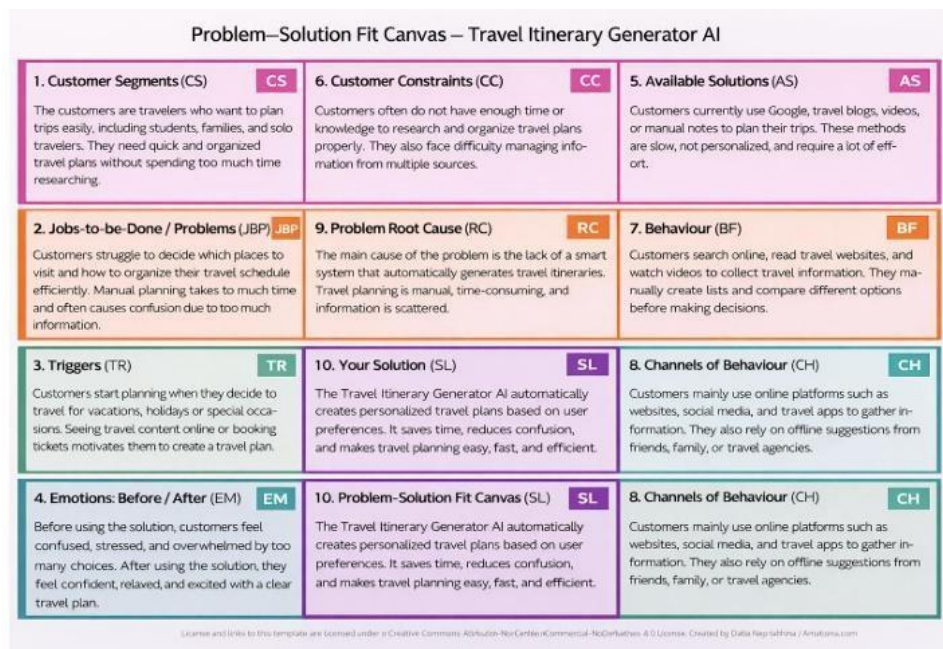 Problem–Solution Fit Canvas – Travel Itinerary Generator AI
1. Customer Segments (CS) CS
The customers are travelers who want to plan
trips easily, including students, families, and solo
travelers. They need quick and organized
travel plans without spending too much time
researching.
6. Customer Constraints (CC) CC
Customers often do not have enough time or
knowledge to research and organize travel plans
properly. They also face difficulty managing info-
mation from multiple sources.
5. Available Solutions (AS) AS
Customers currently use Google, travel blogs, videos,
or manual notes to plan their trips. These methods
are slow, not personalized, and require a lot of eff-
ort.
2. Jobs-to-be-Done / Problems (JBP) JBP
Customers struggle to decide which places to
visit and how to organize their travel schedule
efficiently. Manual planning takes to much time
and often causes confusion due to too much
information.
9. Problem Root Cause (RC) RC
The main cause of the problem is the lack of a smart
system that automatically generates travel itineraries.
Travel planning is manual, time-consuming, and
information is scattered.
7. Behaviour (BF) BF
Customers search online, read travel websites, and
watch videos to collect travel information. They ma-
nually create lists and compare different options
before making decisions.
3. Triggers (TR) TR
Customers start planning when they decide to
travel for vacations, holidays or special occa-
sions. Seeing travel content online or booking
tickets motivates them to create a travel plan.
10. Your Solution (SL) SL
The Travel Itinerary Generator AI automatically
creates personalized travel plans based on user
preferences. It saves time, reduces confusion,
and makes travel planning easy, fast, and efficient.
8. Channels of Behaviour (CH) CH
Customers mainly use online platforms such as
websites, social media, and travel apps to gather in-
formation. They also rely on offline suggestions from
friends, family, or travel agencies.
4. Emotions: Before / After (EM) EM
Before using the solution, customers feel
confused, stressed, and overwhelmed by too
many choices. After using the solution, they
feel confident, relaxed, and excited with a clear
travel plan.
10. Problem-Solution Fit Canvas (SL) SL
The Travel Itinerary Generator AI automatically
creates personalized travel plans based on user
preferences. It saves time, reduces confusion,
and makes travel planning easy, fast, and efficient.
8. Channels of Behaviour (CH) CH
Customers mainly use online platforms such as
websites, social media, and travel apps to gather in-
formation. They also rely on offline suggestions from
friends, family, or travel agencies.
License and links to this template are licensed under a Creative Commons License. Created by